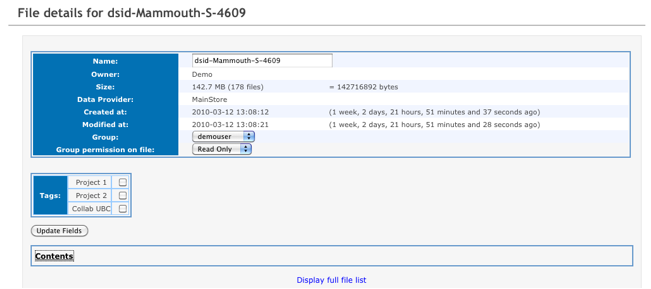 File details for dsid-Mammouth-S-4609
Name: dsid-Mammouth-S-4609
Owner: Demo
Size: 142.7 MB (178 files) = 142716892 bytes
Data Provider: MainStore
Created at: 2010-03-12 13:08:12 (1 week, 2 days, 21 hours, 51 minutes and 37 seconds ago)
Modified at: 2010-03-12 13:08:21 (1 week, 2 days, 21 hours, 51 minutes and 28 seconds ago)
Group: demouser
Group permission on file: Read Only
Project 1
Tags: Project 2
Collab UBC
Update Fields
Contents
Display full file list